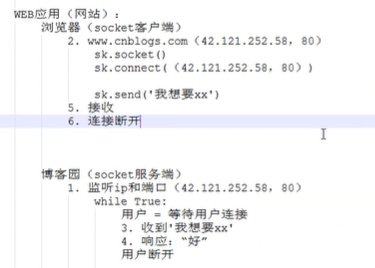 WEB应用（网站）：
浏览器（socket客户端）
2. www.cnblogs.com（42.121.252.58，80）
sk.socket()
sk.connect((42.121.252.58，80))
sk.send('我想要xx')
5. 接收
6. 连接断开
博客园（socket服务端）
1. 监听ip和端口（42.121.252.58，80）
while True:
用户 = 等待用户连接
3. 收到'我想要xx'
4. 响应：“好”
用户断开